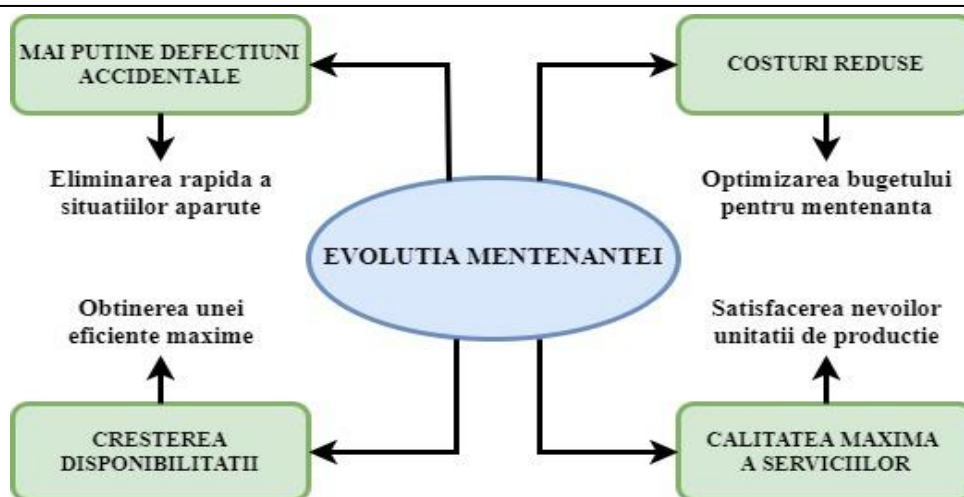 MAI PUTINE DEFECTIUNI
ACCIDENTALE
COSTURI REDUSE
Eliminarea rapida a
situatiilor aparute
Optimizarea bugetului
pentru mentenanta
EVOLUTIA MENTENANTEI
Obtinerea unei
eficiente maxime
Satisfacerea nevoilor
unitatii de productie
CRESTEREA
DISPONIBILITATII
CALITATEA MAXIMA
A SERVICIILOR